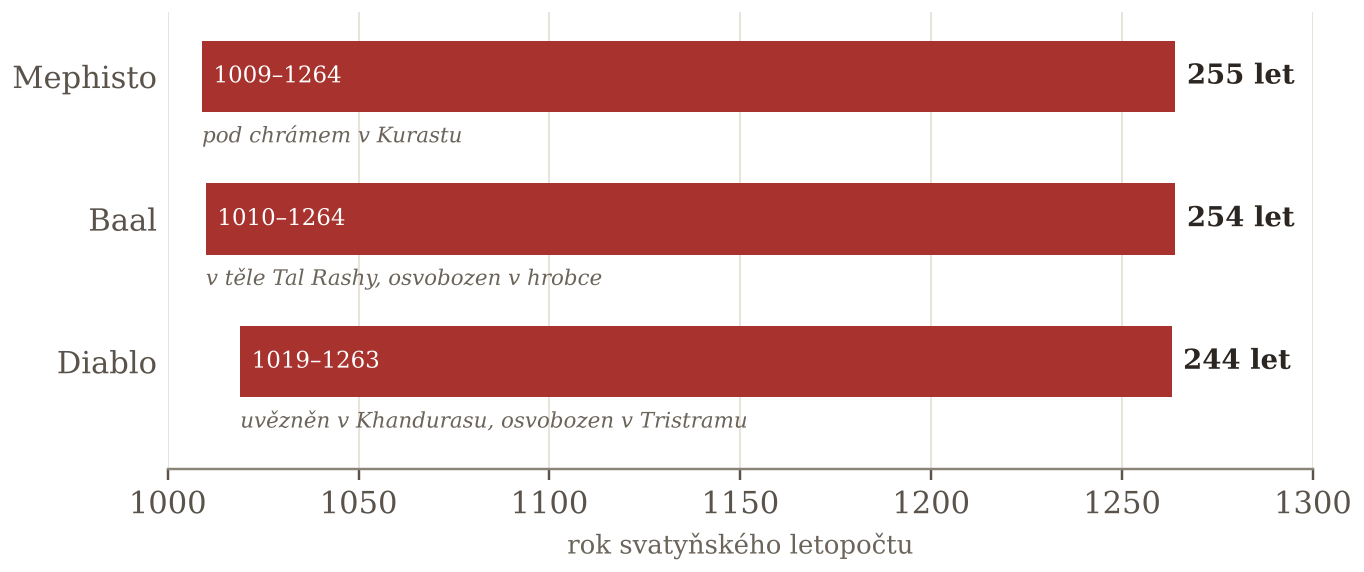 Mephisto
1009–1264
255 let
pod chrámem v Kurastu
Baal
1010–1264
254 let
v těle Tal Rashy, osvobozen v hrobce
Diablo
1019–1263
244 let
uvězněn v Khandurasu, osvobozen v Tristramu
1000 1050 1100 1150 1200 1250 1300
rok svatyňského letopočtu